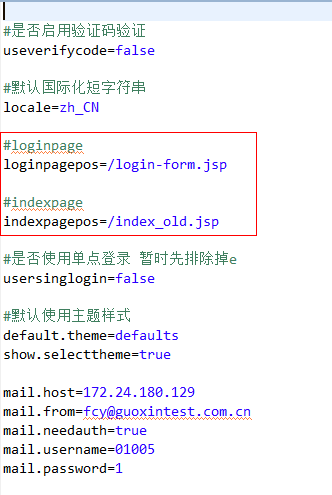 #是否启用验证码验证
useverifycode=false
#默认国际化短字符串
locale=zh_CN
#loginpage
loginpagepos=/login-form.jsp
#indexpage
indexpagepos=/index_old.jsp
#是否使用单点登录 暂时先排除掉e
usersinglogin=false
#默认使用主题样式
default.theme=defaults
show.selecttheme=true
mail.host=172.24.180.129
mail.from=fcy@guoxintest.com.cn
mail.needauth=true
mail.username=01005
mail.password=1